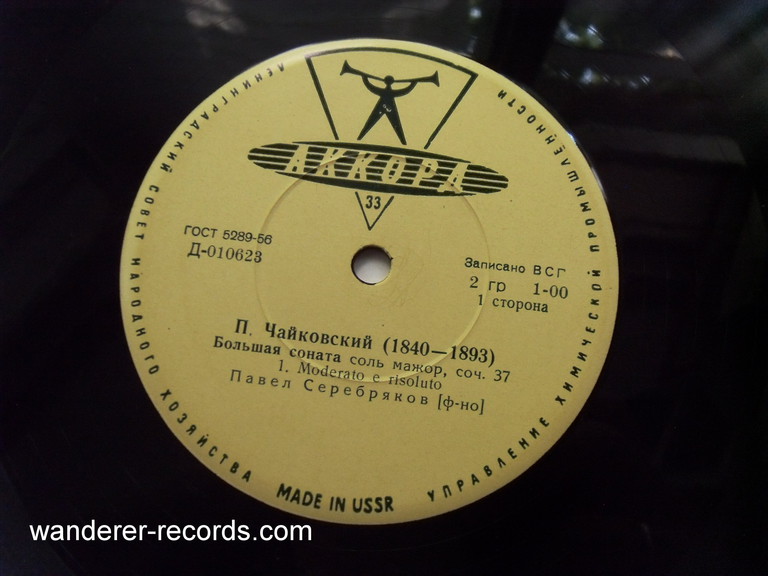 ЛЕНИНГРАДСКИЙ СОВЕТ НАРОДНОГО ХОЗЯЙСТВА
УПРАВЛЕНИЕ ХИМИЧЕСКОЙ ПРОМЫШЛЕННОСТИ
АККОРД
33
ГОСТ 5289-56
Д-010623
Записано ВСГ
2 гр 1-00
1 сторона
П. Чайковский (1840—1893)
Большая соната соль мажор, соч. 37
1. Moderato e risoluto
Павел Серебряков [ф-но]
MADE IN USSR
wanderer-records.com